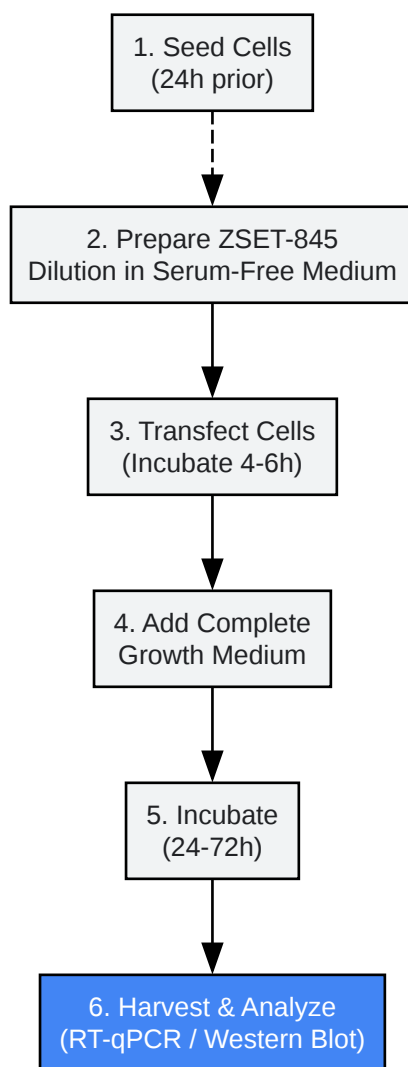 1. Seed Cells
(24h prior)
2. Prepare ZSET-845
Dilution in Serum-Free Medium
3. Transfect Cells
(Incubate 4-6h)
4. Add Complete
Growth Medium
5. Incubate
(24-72h)
6. Harvest & Analyze
(RT-qPCR / Western Blot)